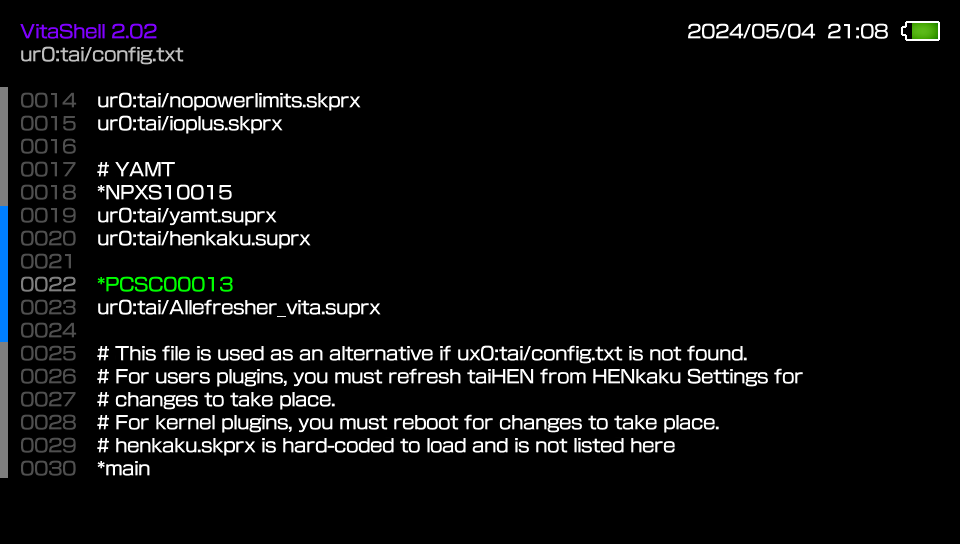 VitaShell 2.02
2024/05/04 21:08
ur0:tai/config.txt
0014 ur0:tai/nopowerlimits.skprx
0015 ur0:tai/ioplus.skprx
0016
0017 # YAMT
0018 *NPXS10015
0019 ur0:tai/yamt.suprx
0020 ur0:tai/henkaku.suprx
0021
0022 *PCSC00013
0023 ur0:tai/Allefresher_vita.suprx
0024
0025 # This file is used as an alternative if ux0:tai/config.txt is not found.
0026 # For users plugins, you must refresh taiHEN from HENkaku Settings for
0027 # changes to take place.
0028 # For kernel plugins, you must reboot for changes to take place.
0029 # henkaku.skprx is hard-coded to load and is not listed here
0030 *main